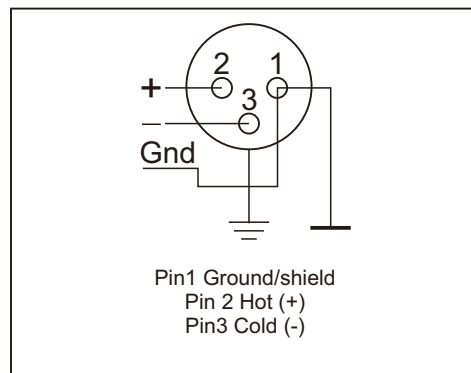 2 1
+
3
−
Gnd
Pin1 Ground/shield
Pin 2 Hot (+)
Pin3 Cold (-)